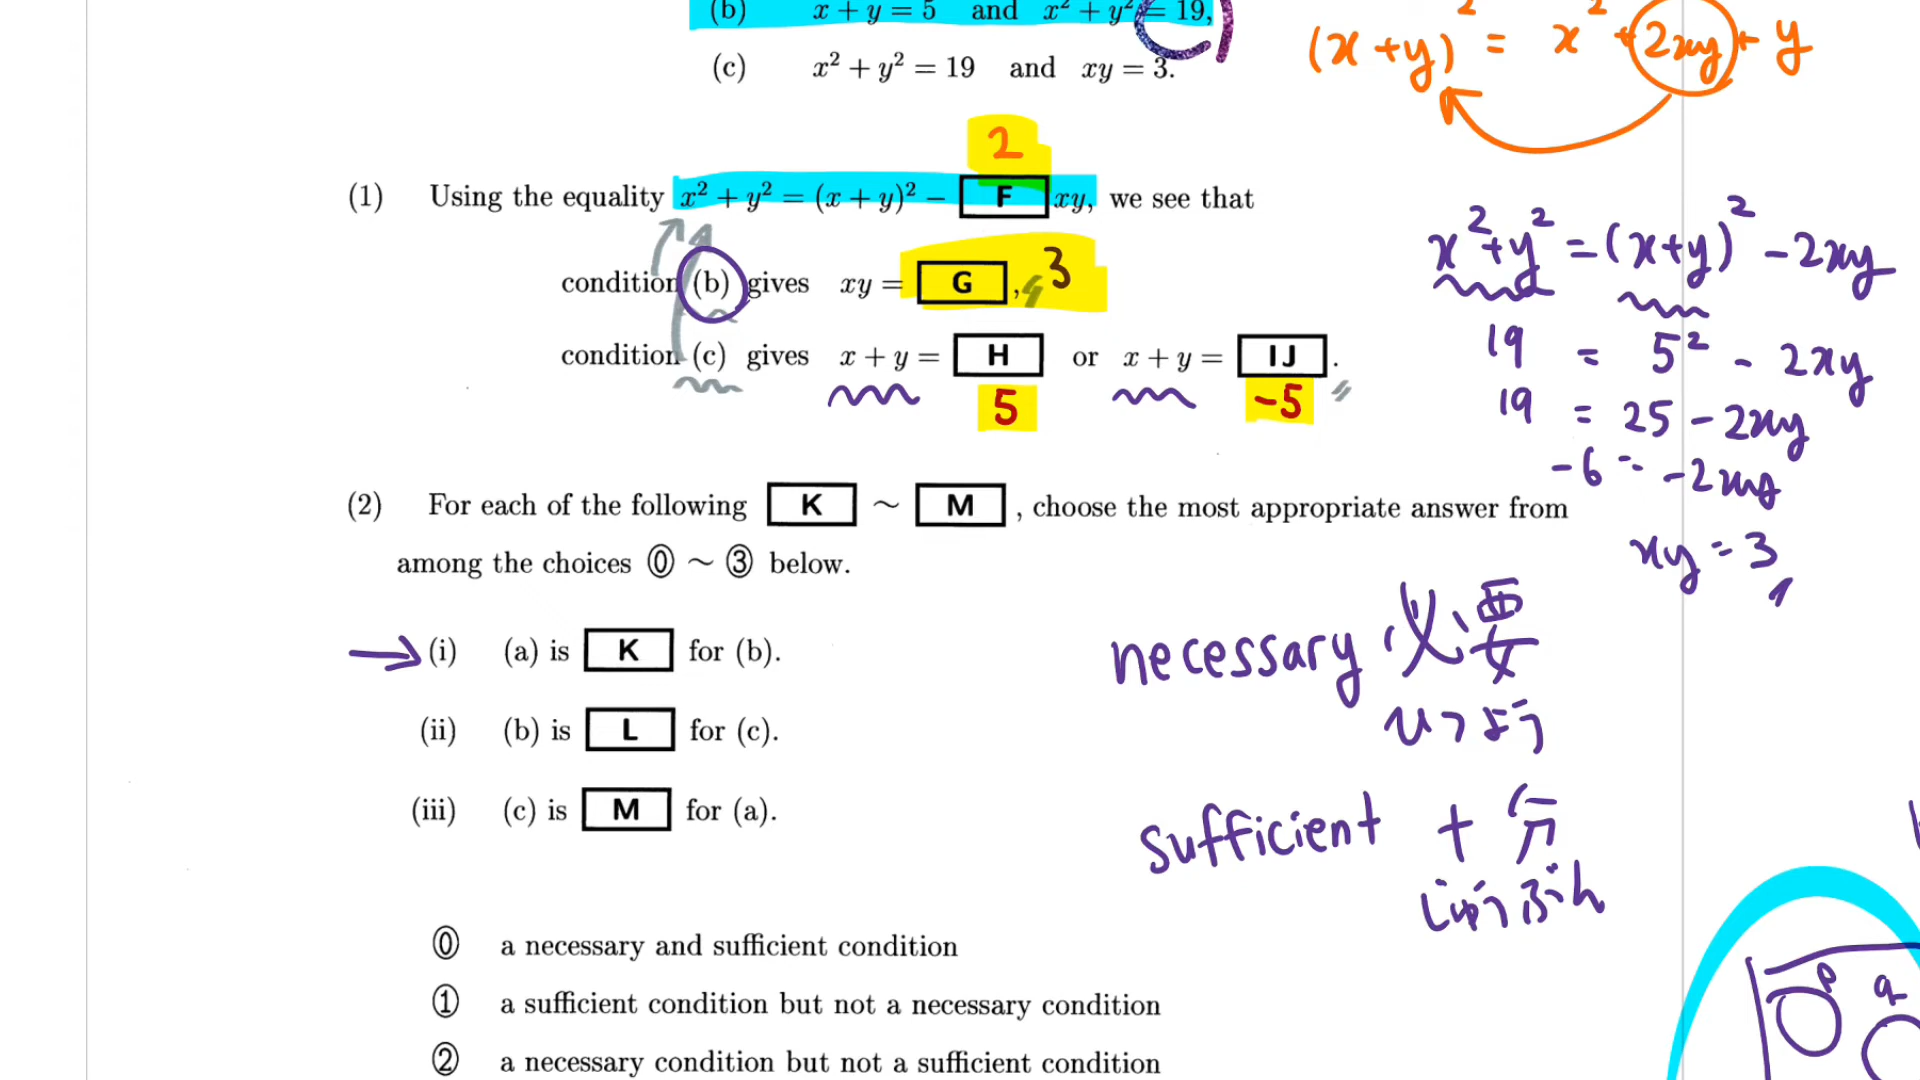 (b) x + y = 5 and x² + y² = 19,
(c) x² + y² = 19 and xy = 3.
(x + y)² = x² + 2xy + y
2
(1) Using the equality x² + y² = (x + y)² − F xy, we see that
condition (b) gives xy = G , 3
condition (c) gives x + y = H or x + y = IJ .
5 -5
x² + y² = (x+y)² - 2xy
19 = 5² - 2xy
19 = 25 - 2xy
-6 = -2xy
xy = 3
(2) For each of the following K ~ M , choose the most appropriate answer from
among the choices ⓪ ~ ③ below.
(i) (a) is K for (b).
(ii) (b) is L for (c).
(iii) (c) is M for (a).
necessary 必要
ひつよう
sufficient 十分
じゅうぶん
⓪ a necessary and sufficient condition
① a sufficient condition but not a necessary condition
② a necessary condition but not a sufficient condition
P q